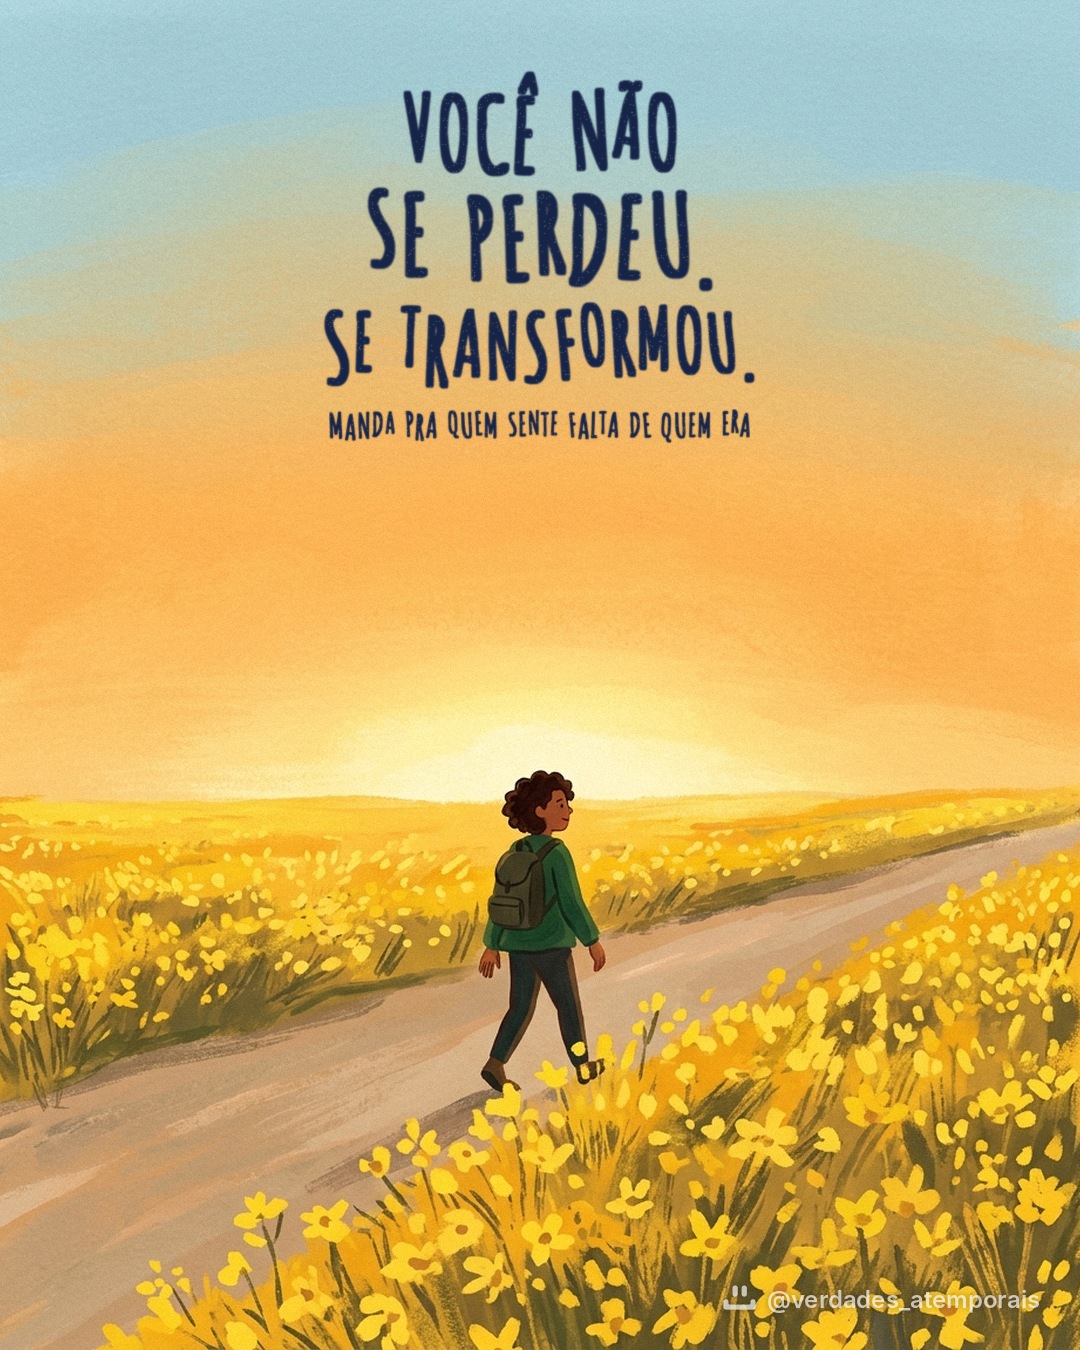 VOCÊ NÃO
SE PERDEU.
SE TRANSFORMOU.
MANDA PRA QUEM SENTE FALTA DE QUEM ERA
@verdades_atemporais